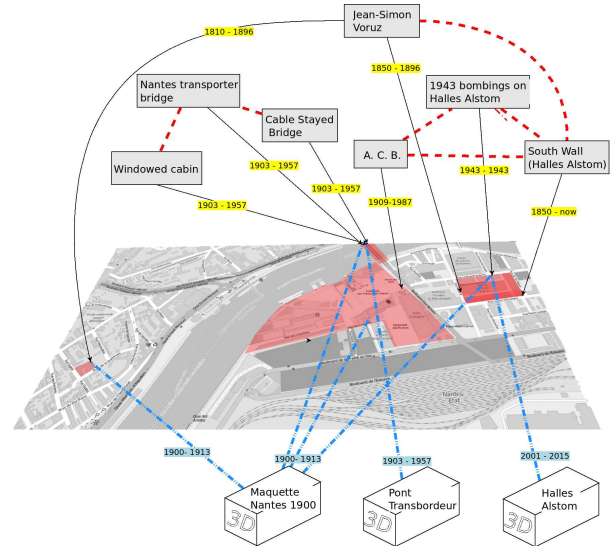 Jean-Simon
Voruz
1810 - 1896
1850 - 1896
Nantes transporter
bridge
1943 bombings on
Halles Alstom
Cable Stayed
Bridge
A. C. B.
South Wall
(Halles Alstom)
Windowed cabin
1903 - 1957
1943 - 1943
1903 - 1957
1903 - 1957
1909-1987
1850 - now
Nantes
État
1900- 1913
1900- 1913
1903 - 1957
2001 - 2015
Maquette
Nantes 1900
3D
Pont
Transbordeur
3D
Halles
Alstom
3D